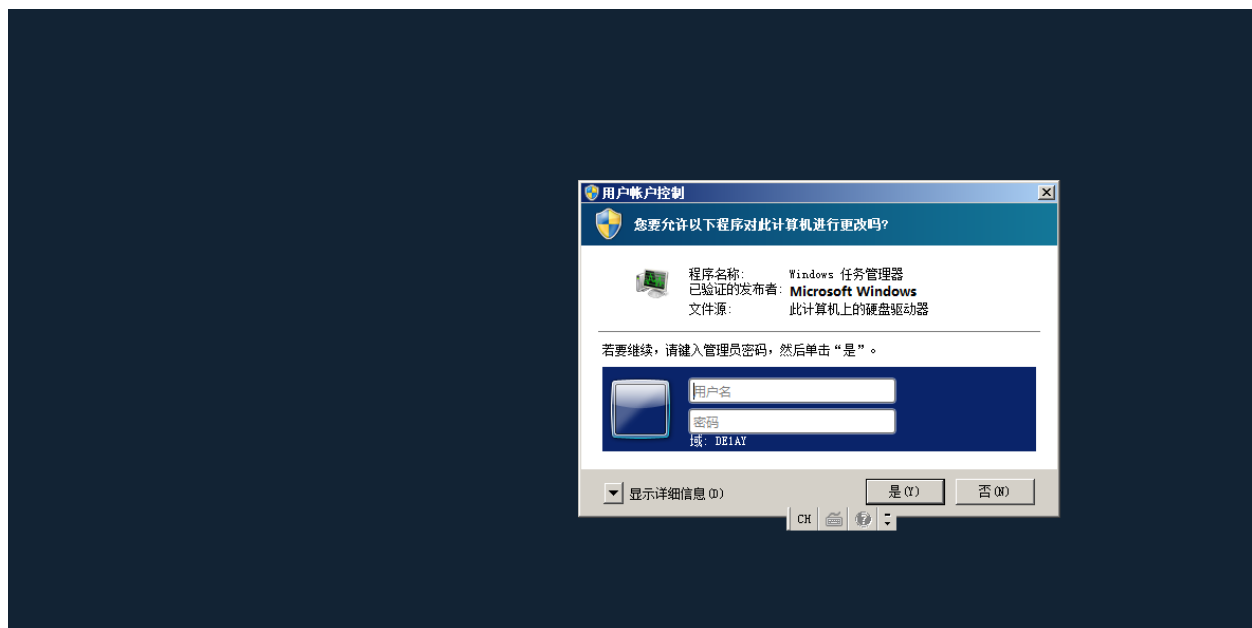 用户帐户控制
您要允许以下程序对此计算机进行更改吗?
程序名称: Windows 任务管理器
已验证的发布者: Microsoft Windows
文件源: 此计算机上的硬盘驱动器
若要继续，请键入管理员密码，然后单击“是”。
用户名
密码
域: DE1AY
显示详细信息(D) 是(Y) 否(N)
CH